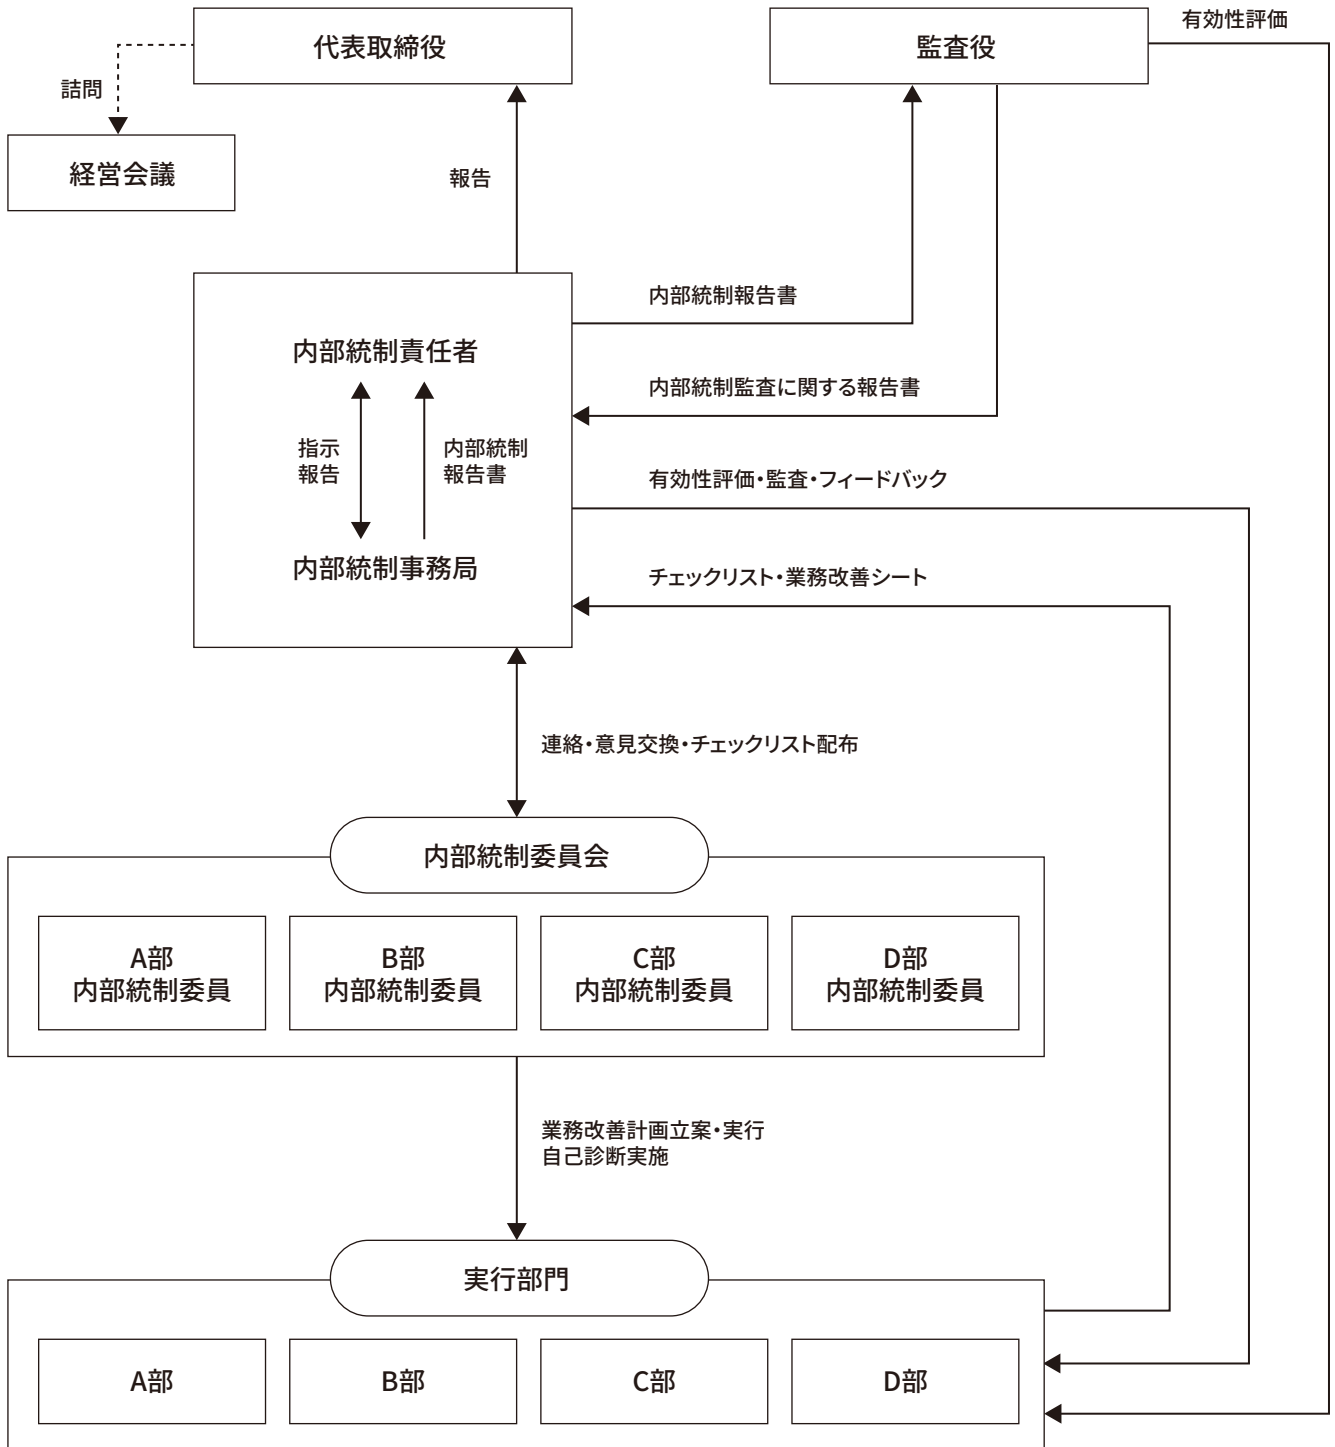 代表取締役
監査役
有効性評価
詰問
経営会議
報告
内部統制報告書
内部統制責任者
内部統制監査に関する報告書
指示
報告
内部統制
報告書
有効性評価・監査・フィードバック
内部統制事務局
チェックリスト・業務改善シート
連絡・意見交換・チェックリスト配布
内部統制委員会
A部
内部統制委員
B部
内部統制委員
C部
内部統制委員
D部
内部統制委員
業務改善計画立案・実行
自己診断実施
実行部門
A部
B部
C部
D部